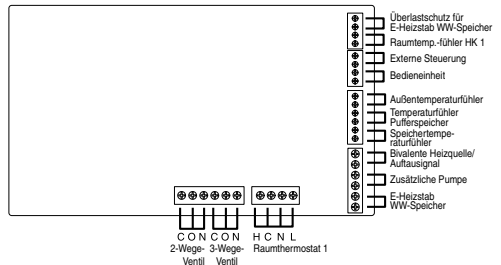 Überlastschutz für
E-Heizstab WW-Speicher
Raumtemp.-fühler HK 1
Externe Steuerung
Bedieneinheit
Außentemperaturfühler
Temperaturfühler
Pufferspeicher
Speichertempe-
raturfühler
Bivalente Heizquelle/
Auftausignal
Zusätzliche Pumpe
E-Heizstab
WW-Speicher
C O N C O N H C N L
2-Wege- 3-Wege- Raumthermostat 1
Ventil Ventil